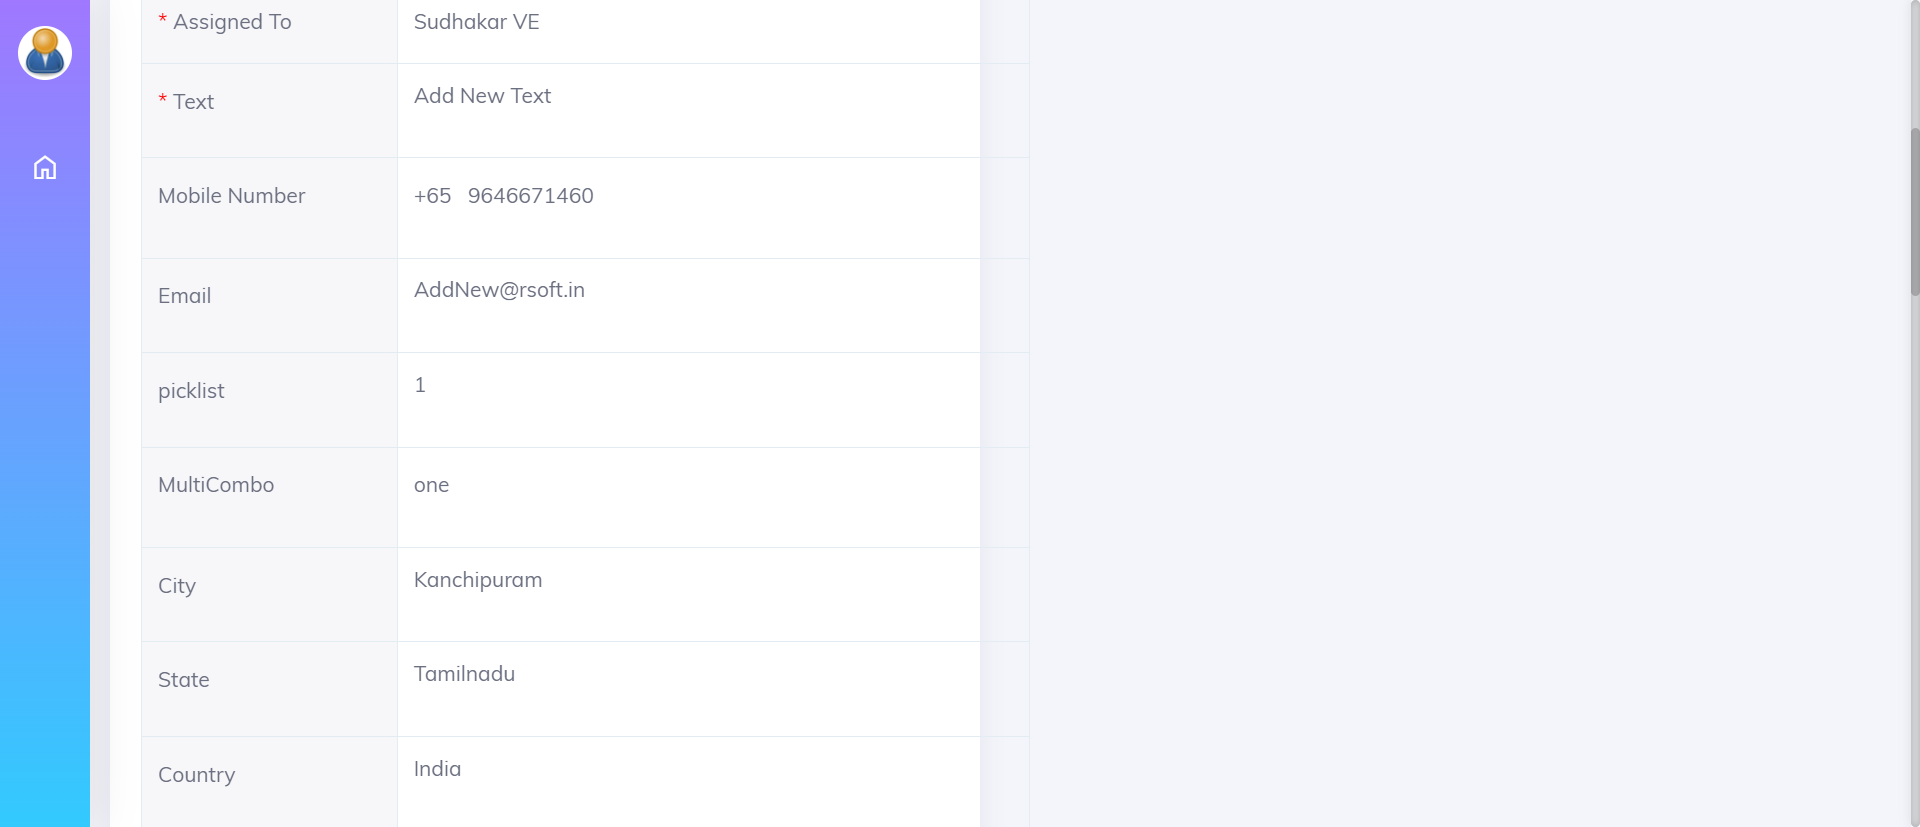 * Assigned To Sudhakar VE
* Text Add New Text
Mobile Number +65 9646671460
Email AddNew@rsoft.in
picklist 1
MultiCombo one
City Kanchipuram
State Tamilnadu
Country India